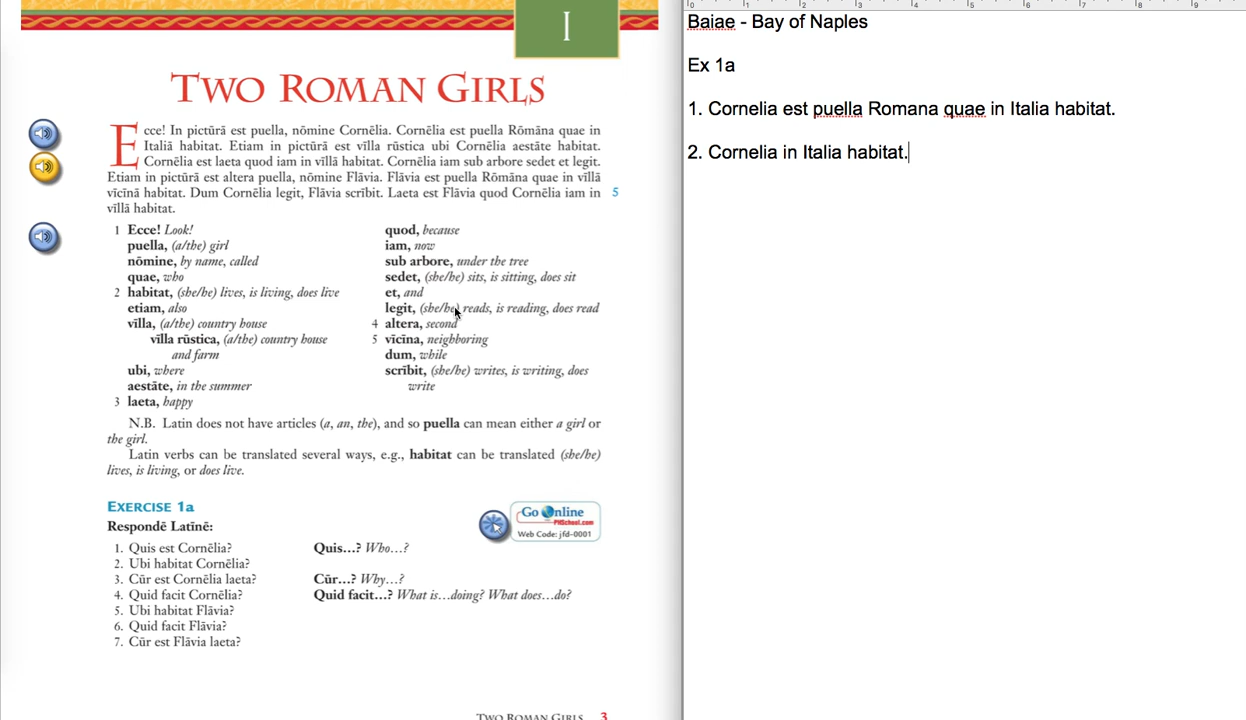 I
TWO ROMAN GIRLS
Ecce! In pictūrā est puella, nōmine Cornēlia. Cornēlia est puella Rōmāna quae in
Italiā habitat. Etiam in pictūrā est vīlla rūstica ubi Cornēlia aestāte habitat.
Cornēlia est laeta quod iam in vīllā habitat. Cornēlia iam sub arbore sedet et legit.
Etiam in pictūrā est altera puella, nōmine Flāvia. Flāvia est puella Rōmāna quae in vīllā
vīcīnā habitat. Dum Cornēlia legit, Flāvia scrībit. Laeta est Flāvia quod Cornēlia iam in 5
vīllā habitat.
1 Ecce! Look!
puella, (a/the) girl
nōmine, by name, called
quae, who
2 habitat, (she/he) lives, is living, does live
etiam, also
vīlla, (a/the) country house
vīlla rūstica, (a/the) country house
and farm
ubi, where
aestāte, in the summer
3 laeta, happy
quod, because
iam, now
sub arbore, under the tree
sedet, (she/he) sits, is sitting, does sit
et, and
legit, (she/he) reads, is reading, does read
4 altera, second
5 vīcīna, neighboring
dum, while
scrībit, (she/he) writes, is writing, does
write
N.B. Latin does not have articles (a, an, the), and so puella can mean either a girl or
the girl.
Latin verbs can be translated several ways, e.g., habitat can be translated (she/he)
lives, is living, or does live.
EXERCISE 1a
Respondē Latīnē:
1. Quis est Cornēlia? Quis...? Who...?
2. Ubi habitat Cornēlia?
3. Cūr est Cornēlia laeta? Cūr...? Why...?
4. Quid facit Cornēlia? Quid facit...? What is...doing? What does...do?
5. Ubi habitat Flāvia?
6. Quid facit Flāvia?
7. Cūr est Flāvia laeta?
Go Online
PHSchool.com
Web Code: jfd-0001
TWO ROMAN GIRLS 3
0 1 2 3 4 5 6 7 8 9
Baiae - Bay of Naples
Ex 1a
1. Cornelia est puella Romana quae in Italia habitat.
2. Cornelia in Italia habitat.